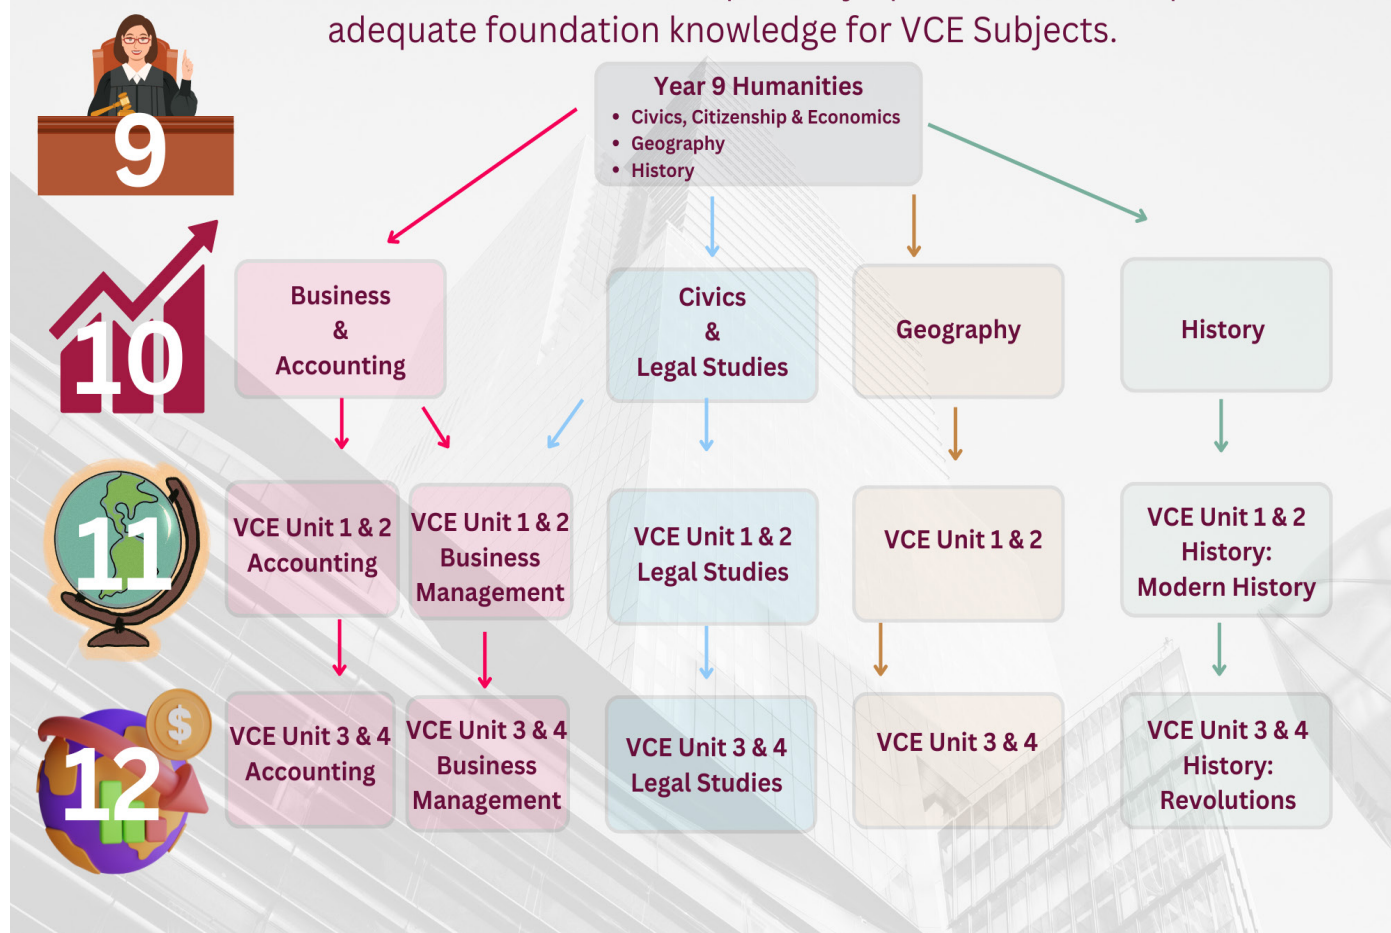 adequate foundation knowledge for VCE Subjects.
9
Year 9 Humanities
• Civics, Citizenship & Economics
• Geography
• History
10
Business
&
Accounting
Civics
&
Legal Studies
Geography
History
11
VCE Unit 1 & 2
Accounting
VCE Unit 1 & 2
Business
Management
VCE Unit 1 & 2
Legal Studies
VCE Unit 1 & 2
VCE Unit 1 & 2
History:
Modern History
12
$
VCE Unit 3 & 4
Accounting
VCE Unit 3 & 4
Business
Management
VCE Unit 3 & 4
Legal Studies
VCE Unit 3 & 4
VCE Unit 3 & 4
History:
Revolutions